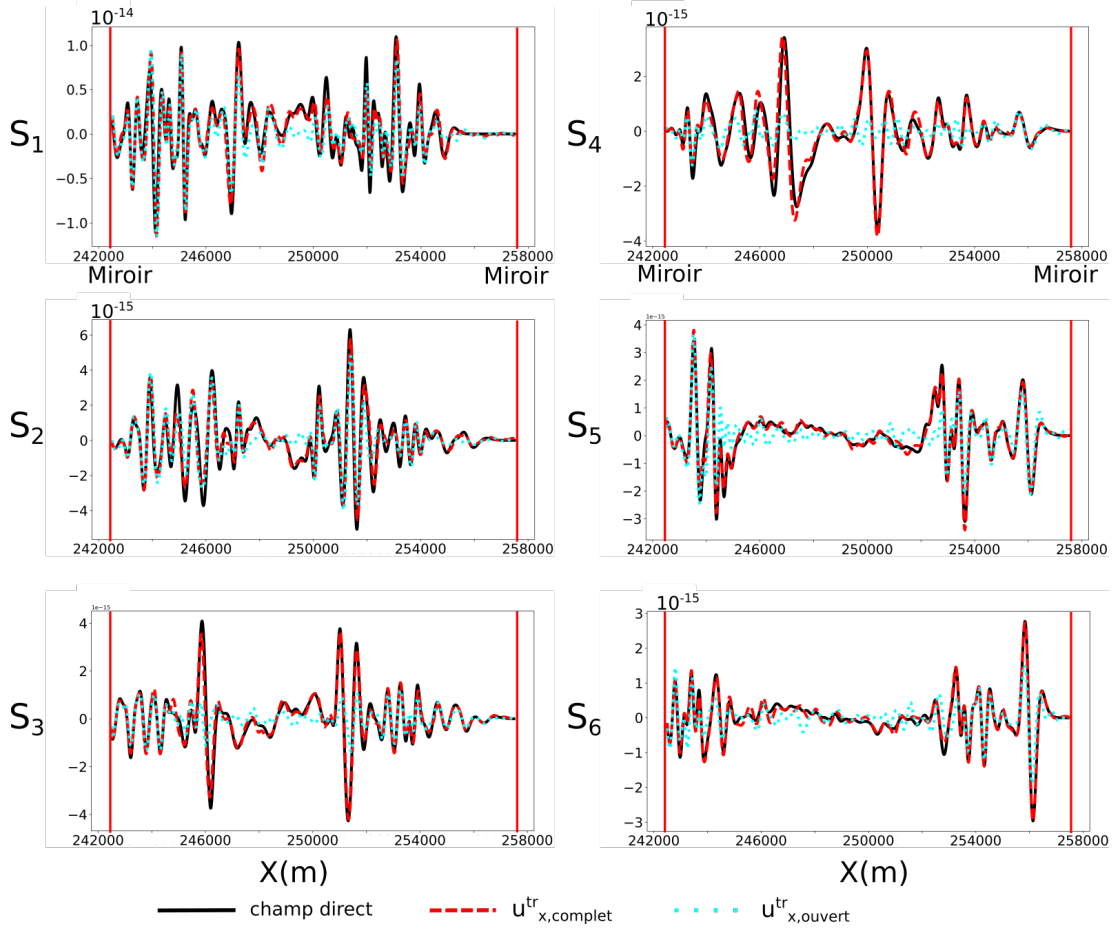 10⁻¹⁴ 10⁻¹⁵
S₁ 1.0 0.5 0.0 −0.5 −1.0
S₄ 2 0 −2 −4
242000 246000 250000 254000 258000 242000 246000 250000 254000 258000
Miroir Miroir Miroir Miroir
10⁻¹⁵ 1e−15
S₂ 6 4 2 0 −2 −4
S₅ 4 3 2 1 0 −1 −2 −3
242000 246000 250000 254000 258000 242000 246000 250000 254000 258000
1e−15 10⁻¹⁵
S₃ 4 2 0 −2 −4
S₆ 3 2 1 0 −1 −2 −3
242000 246000 250000 254000 258000 242000 246000 250000 254000 258000
X(m) X(m)
champ direct uᵗʳx,complet uᵗʳx,ouvert